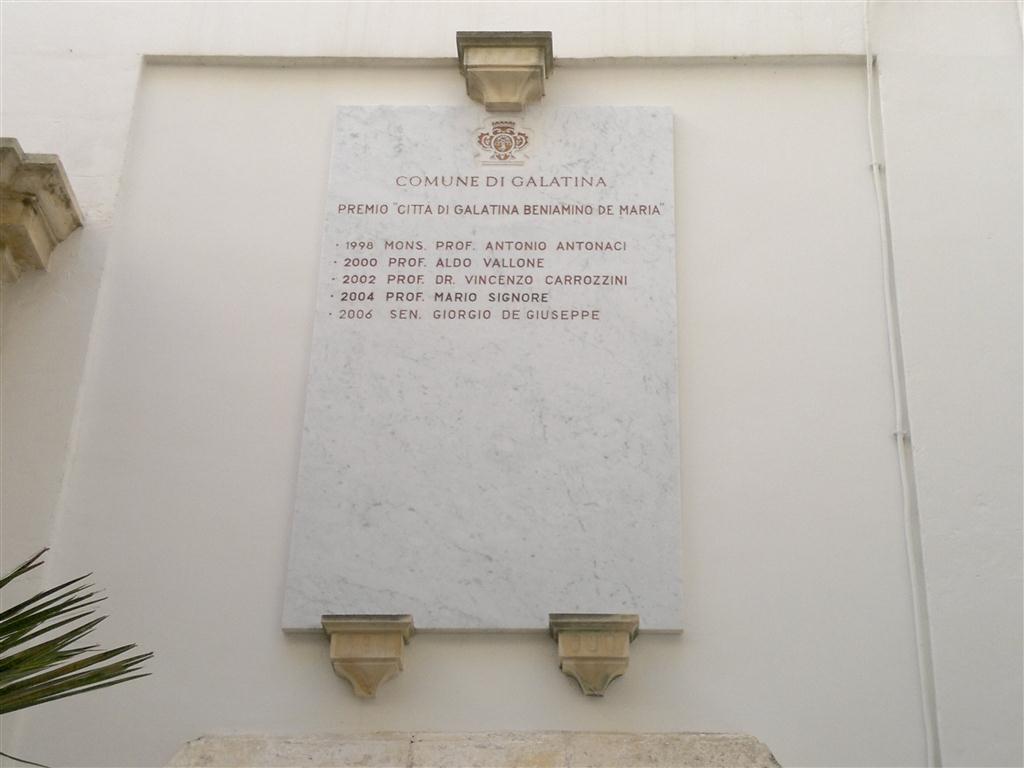 COMUNE DI GALATINA
PREMIO "CITTÀ DI GALATINA BENIAMINO DE MARIA"
· 1998 MONS. PROF. ANTONIO ANTONACI
· 2000 PROF. ALDO VALLONE
· 2002 PROF. DR. VINCENZO CARROZZINI
· 2004 PROF. MARIO SIGNORE
· 2006 SEN. GIORGIO DE GIUSEPPE